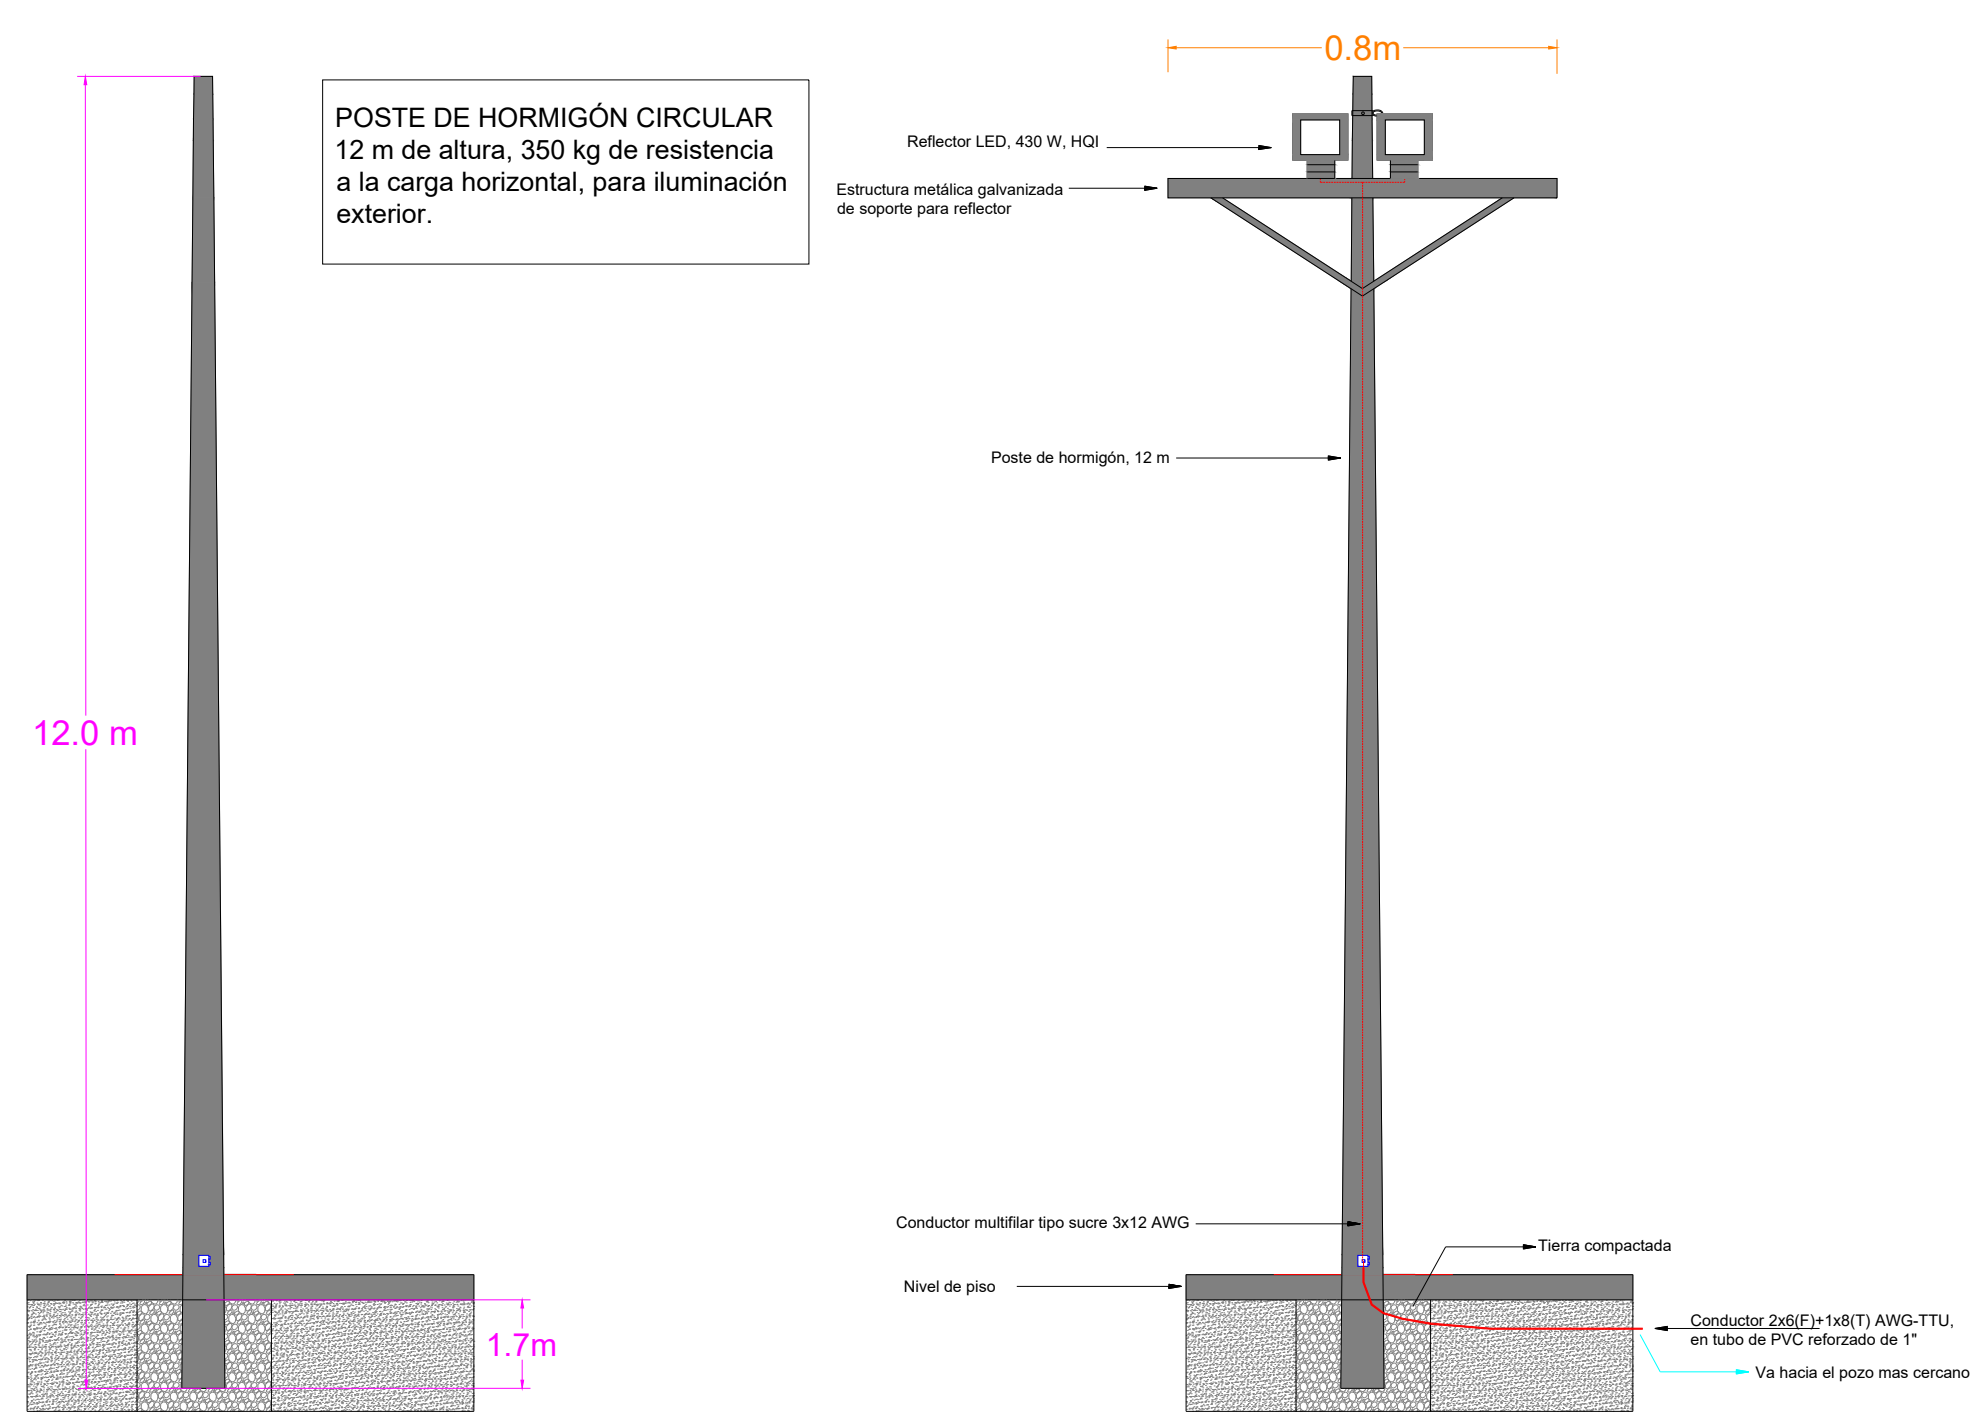 0.8m
POSTE DE HORMIGÓN CIRCULAR
12 m de altura, 350 kg de resistencia
a la carga horizontal, para iluminación
exterior.
Reflector LED, 430 W, HQI
Estructura metálica galvanizada
de soporte para reflector
Poste de hormigón, 12 m
12.0 m
Conductor multifilar tipo sucre 3x12 AWG
Tierra compactada
Nivel de piso
1.7m
Conductor 2x6(F)+1x8(T) AWG-TTU,
en tubo de PVC reforzado de 1"
Va hacia el pozo mas cercano